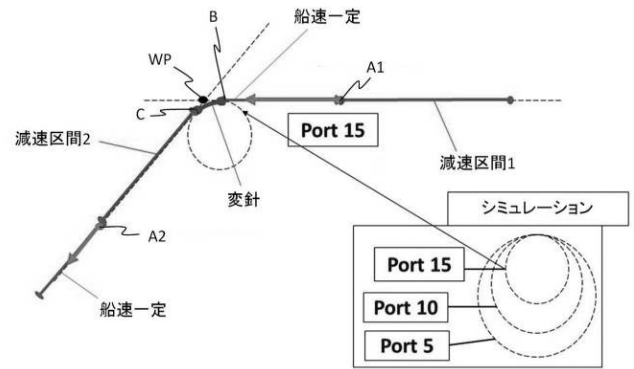 B
船速一定
WP
A1
C
Port 15
減速区間2
減速区間1
変針
シミュレーション
A2
Port 15
Port 10
船速一定
Port 5